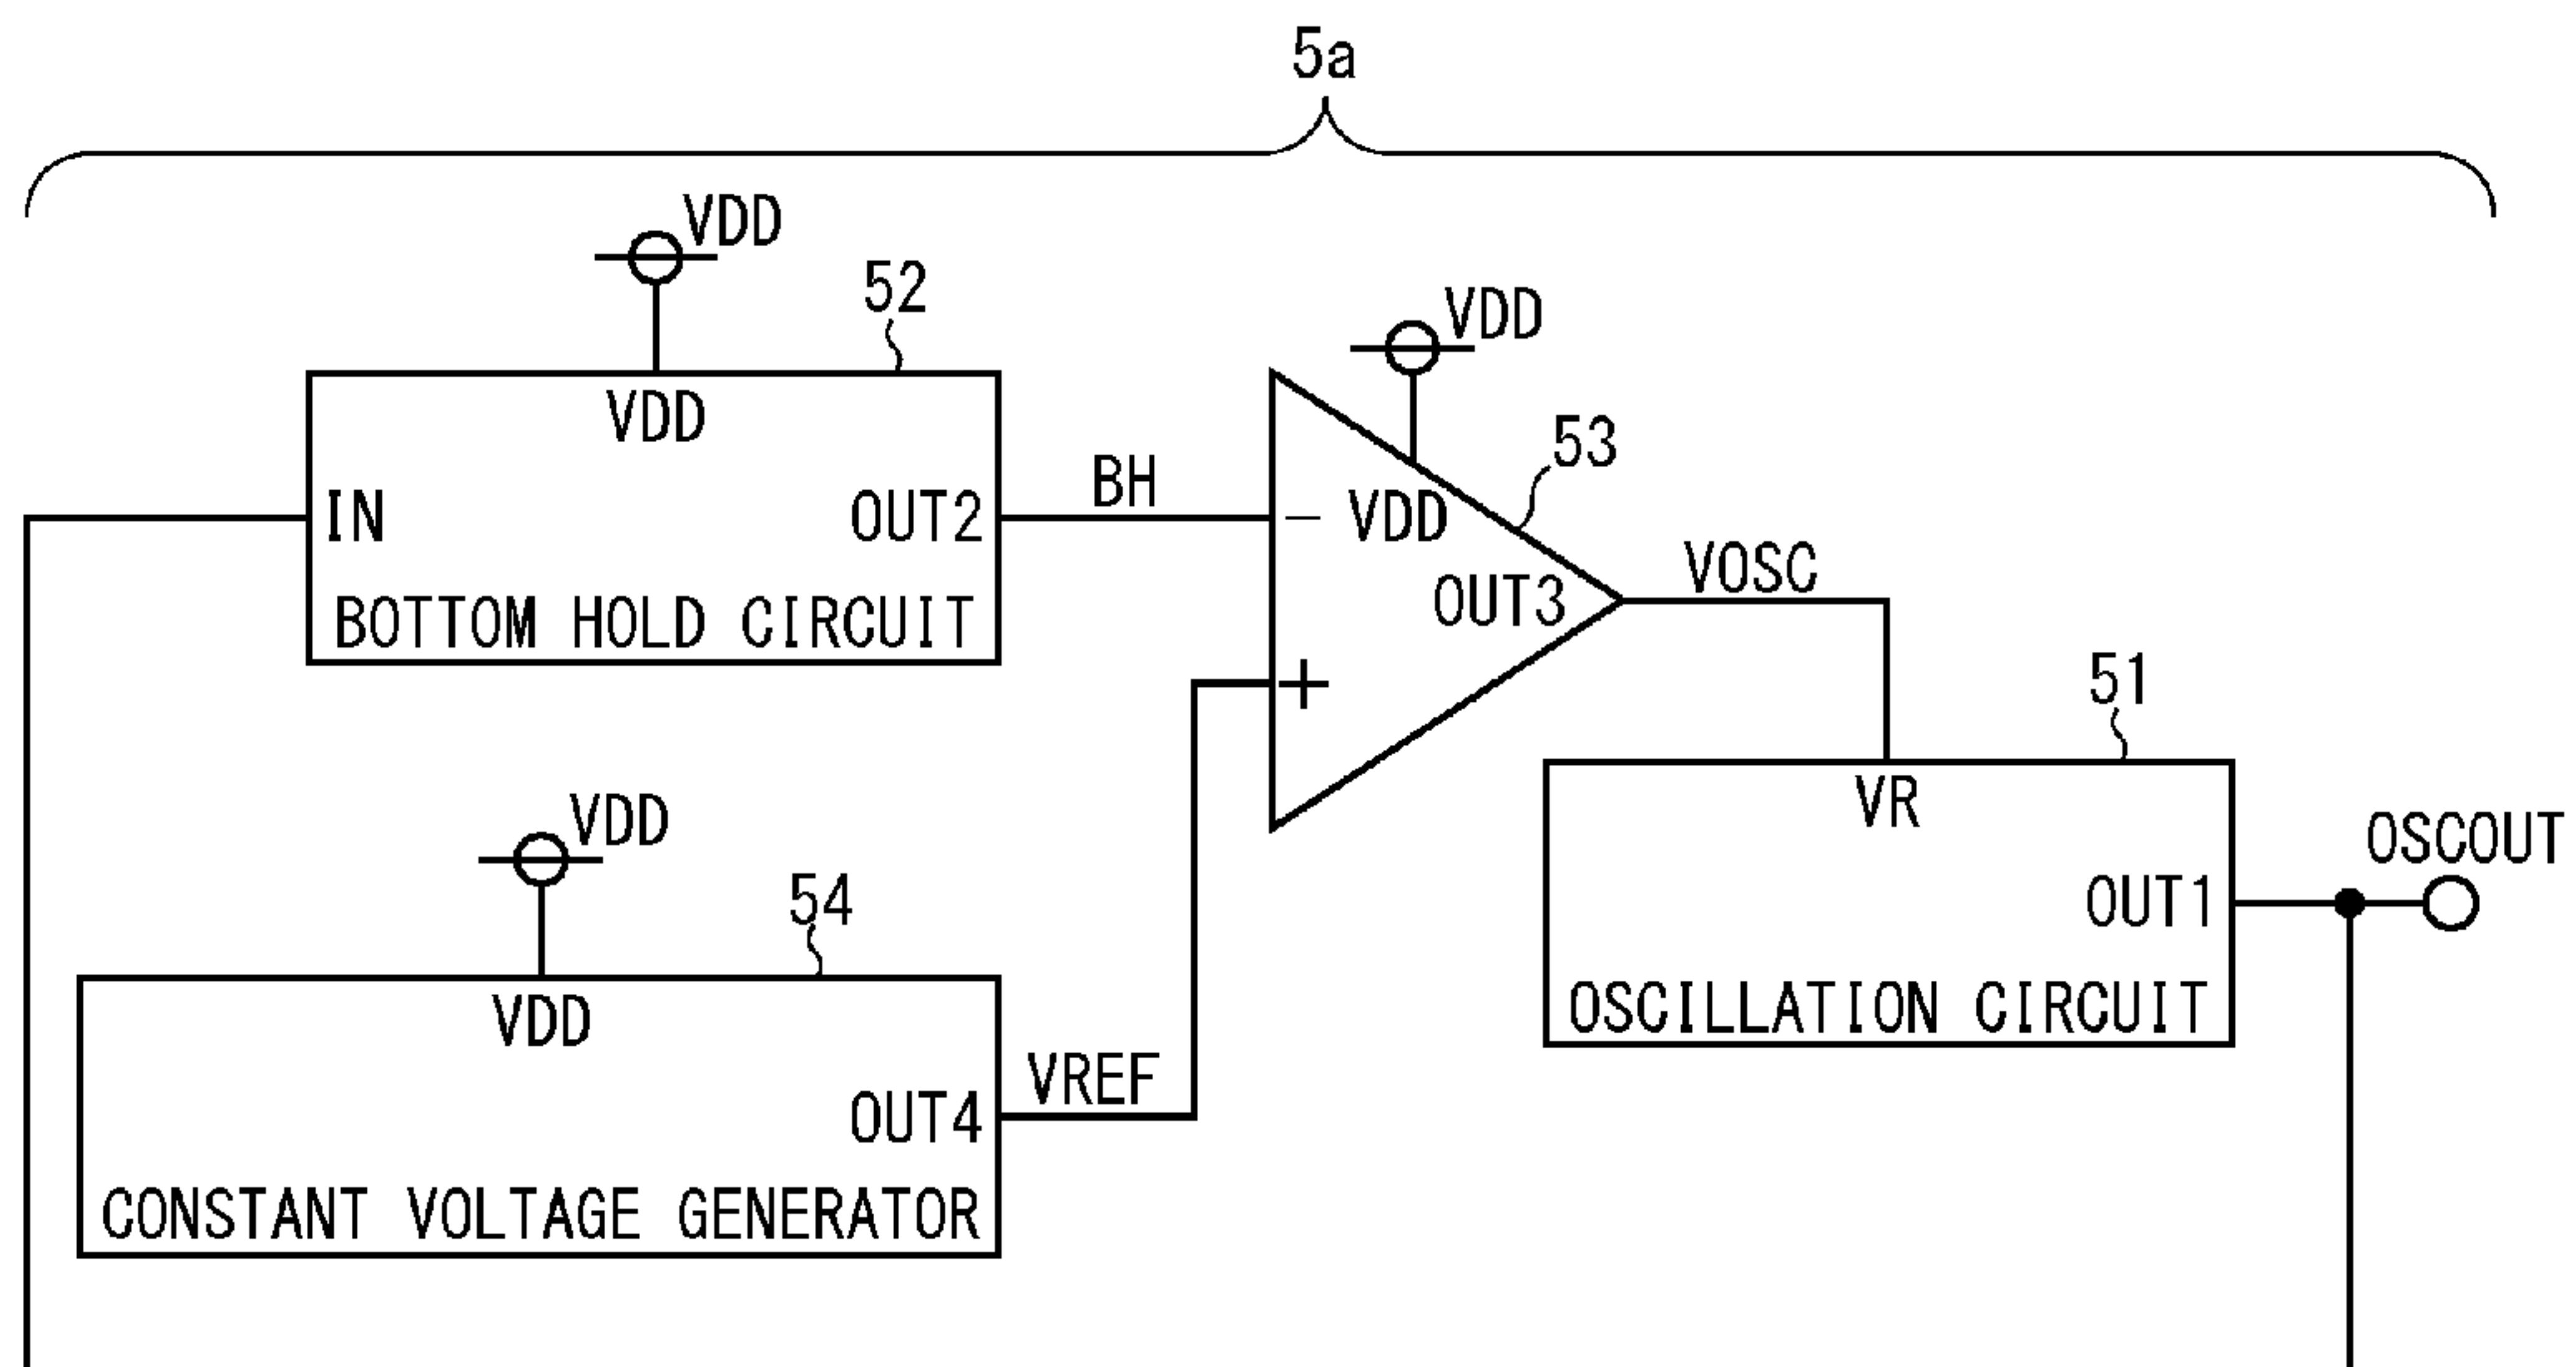 5a
VDD
52
VDD
VDD
IN
OUT2
BOTTOM HOLD CIRCUIT
BH
-
VDD
OUT3
+
53
VOSC
VDD
54
VDD
OUT4
CONSTANT VOLTAGE GENERATOR
VREF
51
VR
OUT1
OSCILLATION CIRCUIT
OSCOUT